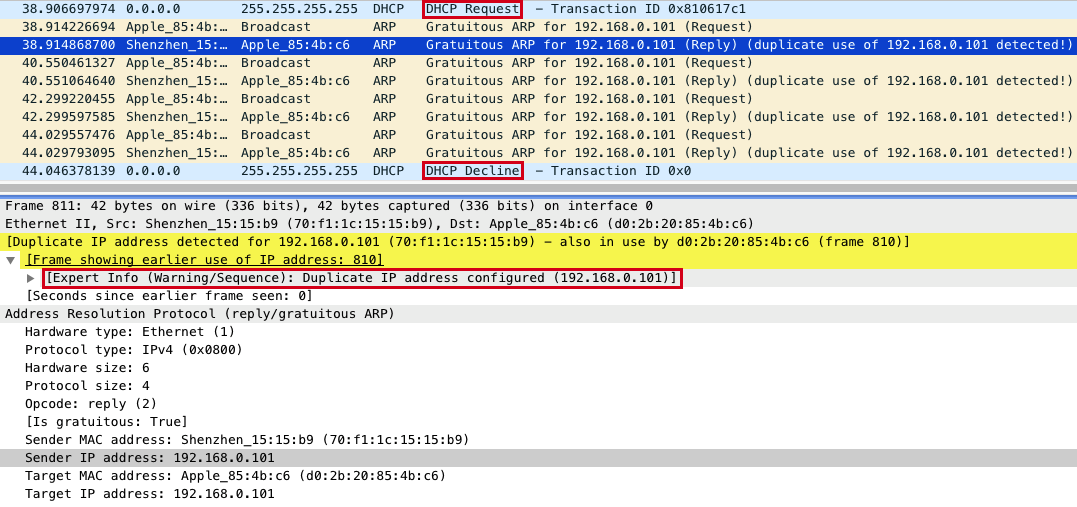 38.906697974 0.0.0.0 255.255.255.255 DHCP DHCP Request – Transaction ID 0x810617c1
38.914226694 Apple_85:4b:… Broadcast ARP Gratuitous ARP for 192.168.0.101 (Request)
38.914868700 Shenzhen_15:… Apple_85:4b:c6 ARP Gratuitous ARP for 192.168.0.101 (Reply) (duplicate use of 192.168.0.101 detected!)
40.550461327 Apple_85:4b:… Broadcast ARP Gratuitous ARP for 192.168.0.101 (Request)
40.551064640 Shenzhen_15:… Apple_85:4b:c6 ARP Gratuitous ARP for 192.168.0.101 (Reply) (duplicate use of 192.168.0.101 detected!)
42.299220455 Apple_85:4b:… Broadcast ARP Gratuitous ARP for 192.168.0.101 (Request)
42.299597585 Shenzhen_15:… Apple_85:4b:c6 ARP Gratuitous ARP for 192.168.0.101 (Reply) (duplicate use of 192.168.0.101 detected!)
44.029557476 Apple_85:4b:… Broadcast ARP Gratuitous ARP for 192.168.0.101 (Request)
44.029793095 Shenzhen_15:… Apple_85:4b:c6 ARP Gratuitous ARP for 192.168.0.101 (Reply) (duplicate use of 192.168.0.101 detected!)
44.046378139 0.0.0.0 255.255.255.255 DHCP DHCP Decline – Transaction ID 0x0
Frame 811: 42 bytes on wire (336 bits), 42 bytes captured (336 bits) on interface 0
Ethernet II, Src: Shenzhen_15:15:b9 (70:f1:1c:15:15:b9), Dst: Apple_85:4b:c6 (d0:2b:20:85:4b:c6)
[Duplicate IP address detected for 192.168.0.101 (70:f1:1c:15:15:b9) – also in use by d0:2b:20:85:4b:c6 (frame 810)]
[Frame showing earlier use of IP address: 810]
[Expert Info (Warning/Sequence): Duplicate IP address configured (192.168.0.101)]
[Seconds since earlier frame seen: 0]
Address Resolution Protocol (reply/gratuitous ARP)
Hardware type: Ethernet (1)
Protocol type: IPv4 (0x0800)
Hardware size: 6
Protocol size: 4
Opcode: reply (2)
[Is gratuitous: True]
Sender MAC address: Shenzhen_15:15:b9 (70:f1:1c:15:15:b9)
Sender IP address: 192.168.0.101
Target MAC address: Apple_85:4b:c6 (d0:2b:20:85:4b:c6)
Target IP address: 192.168.0.101